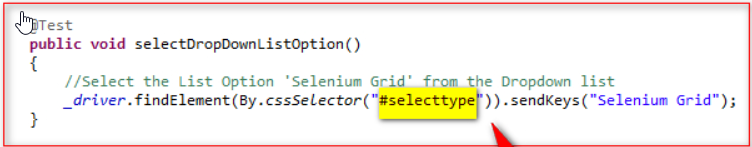 @Test
public void selectDropDownListOption()
{
//Select the List Option 'Selenium Grid' from the Dropdown list
_driver.findElement(By.cssSelector("#selecttype")).sendKeys("Selenium Grid");
}